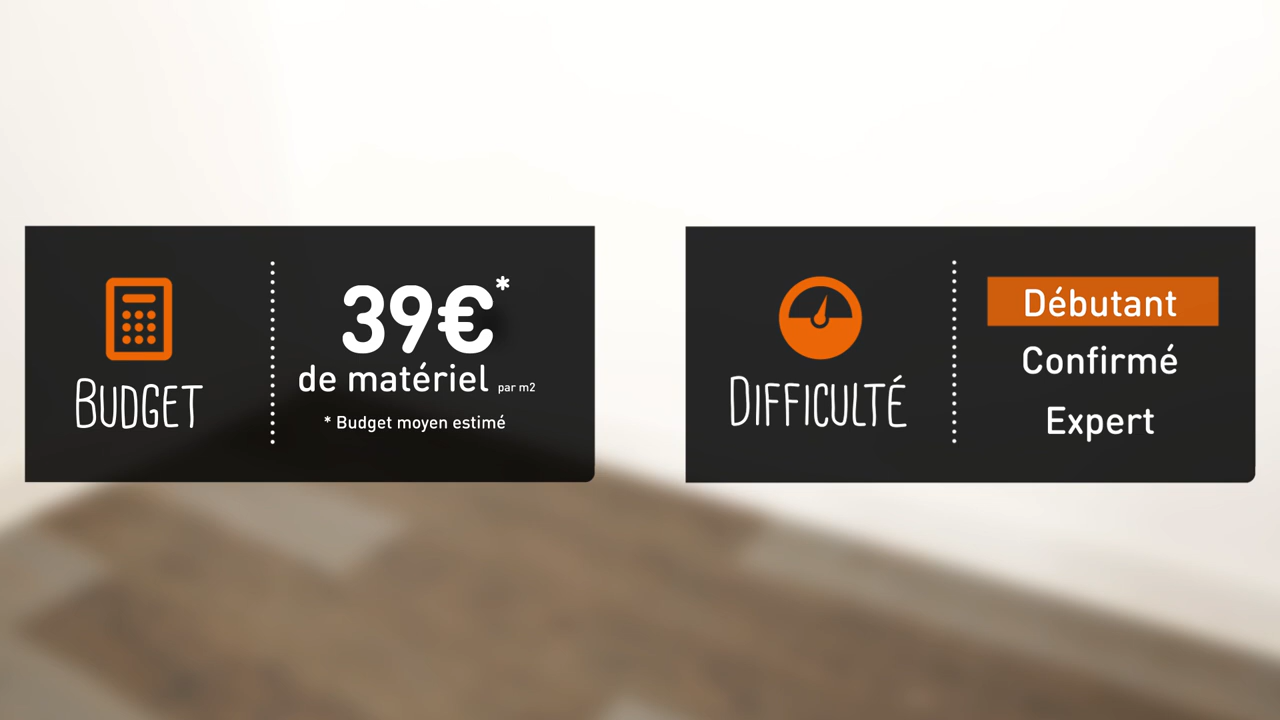 39€*
de matériel par m2
* Budget moyen estimé
BUDGET
Débutant
Confirmé
Expert
DIFFICULTÉ